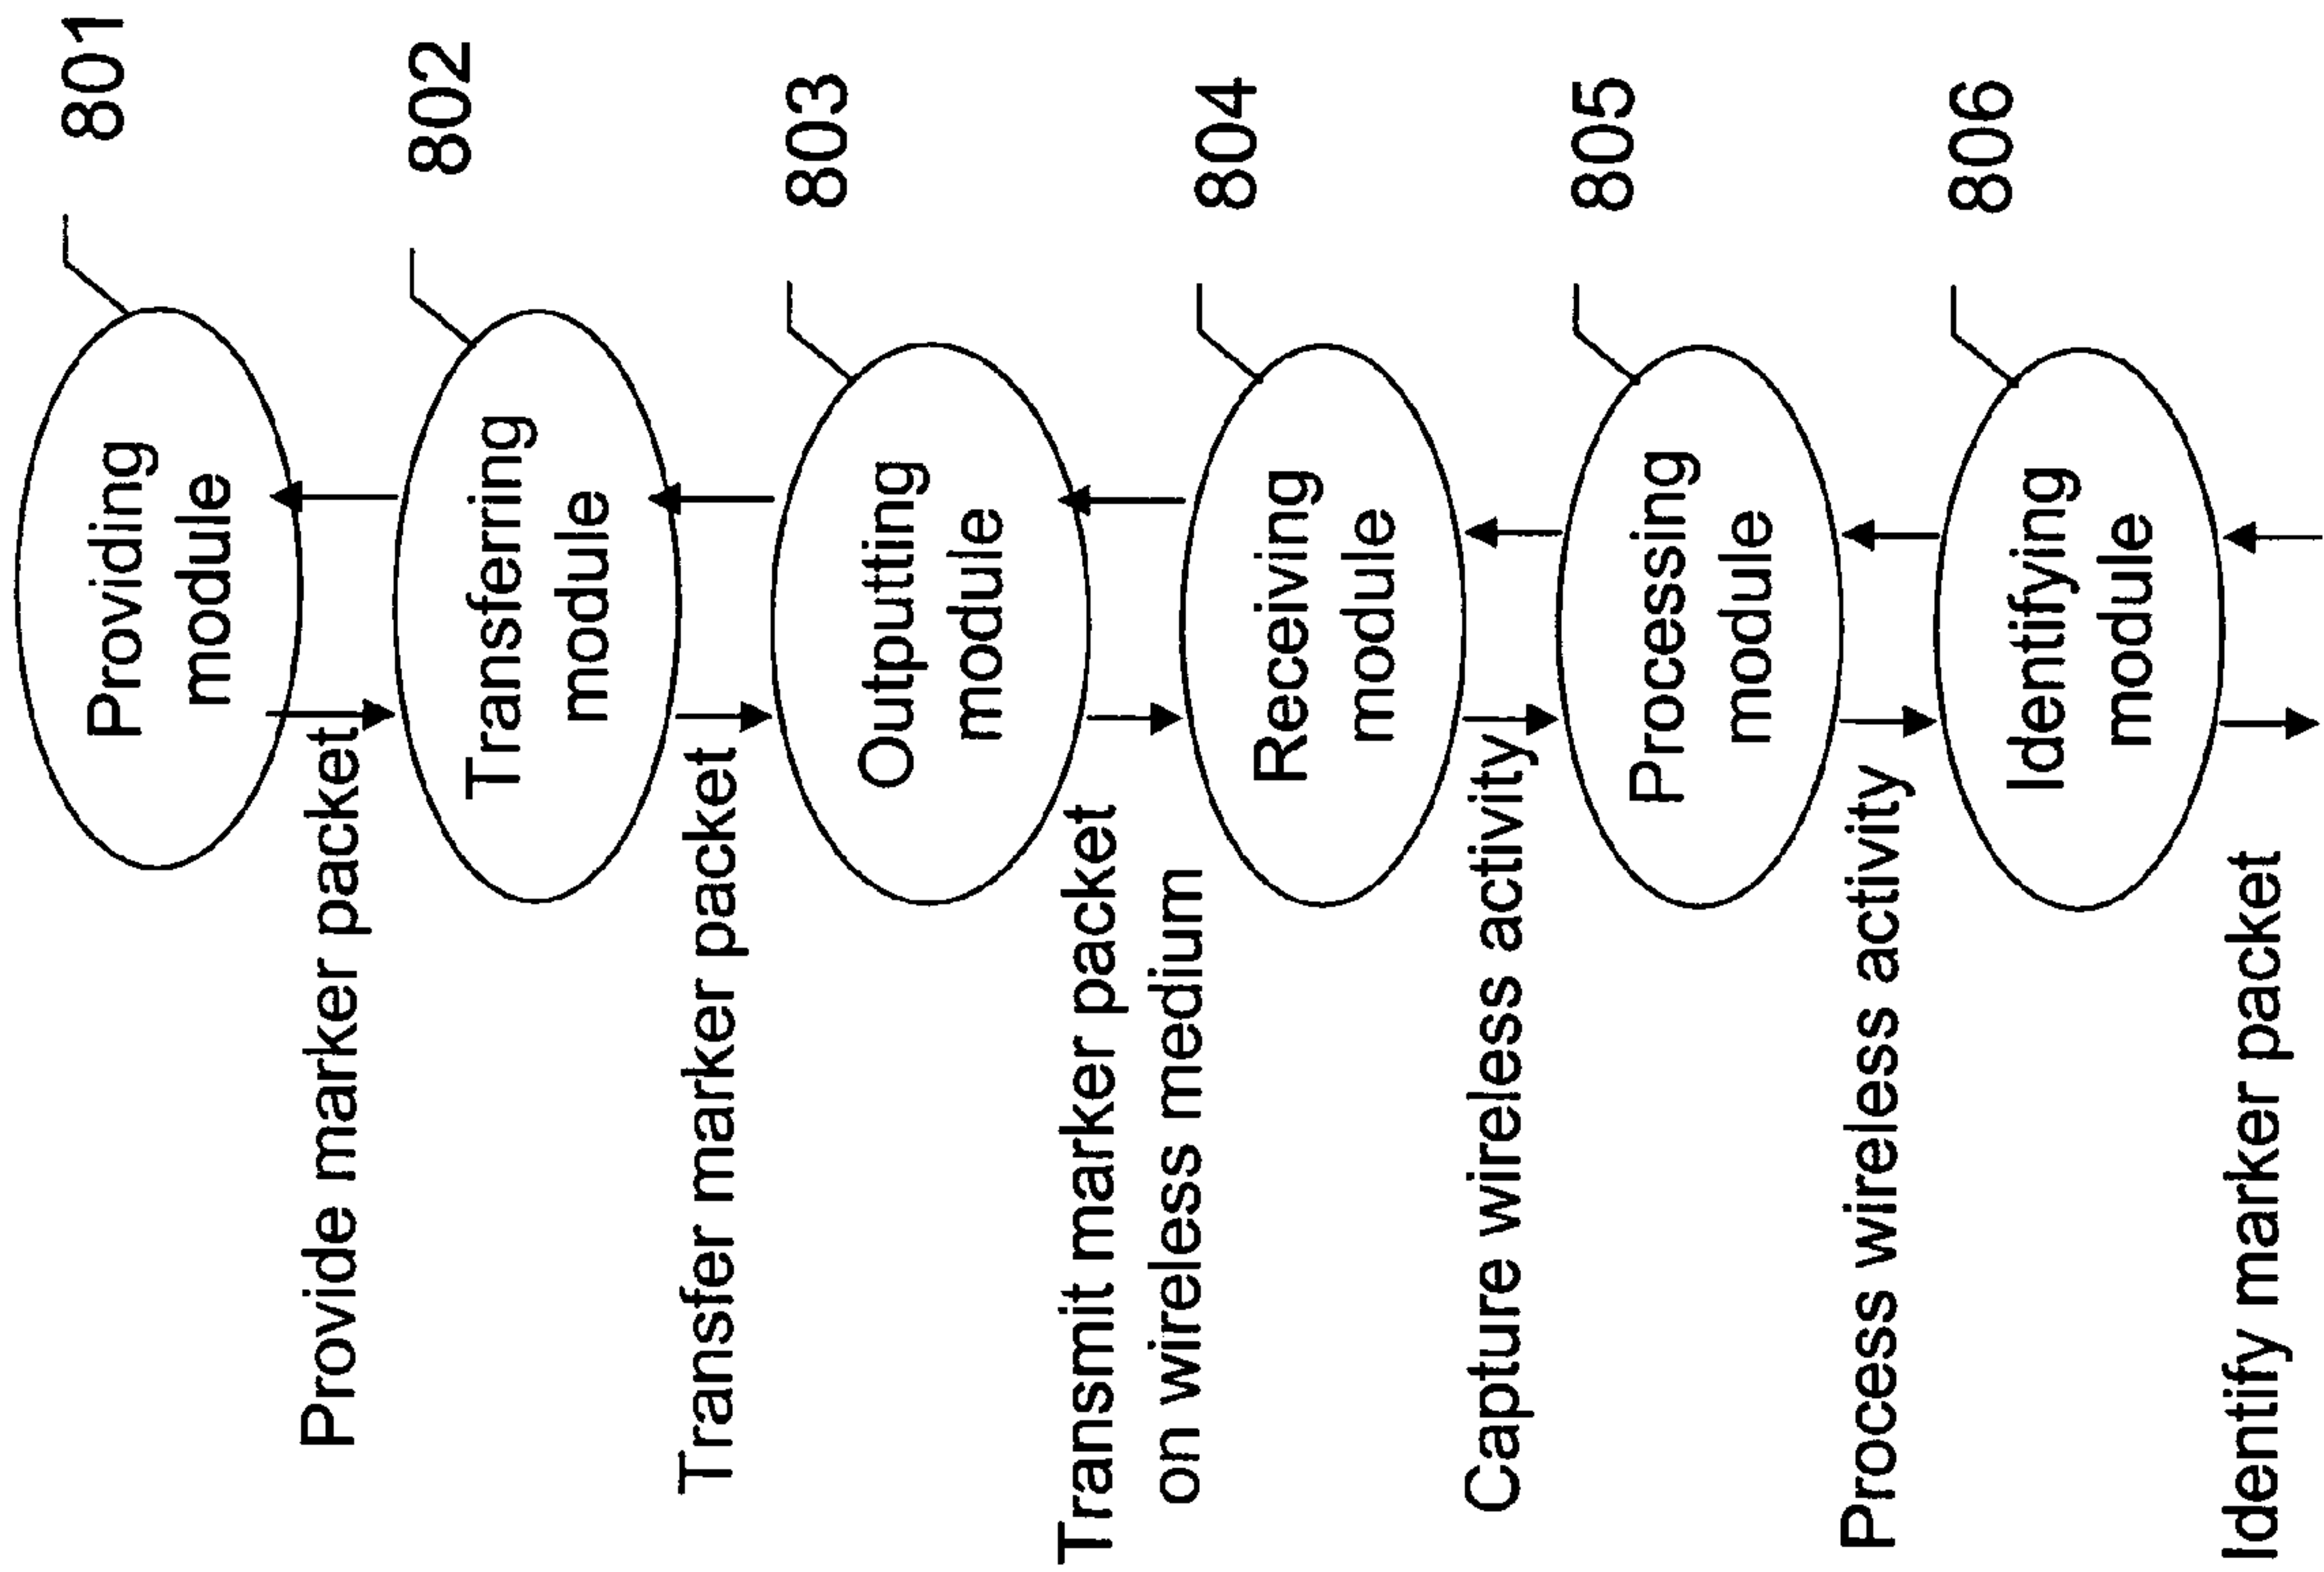 801
Providing
module
Provide marker packet
802
Transferring
module
Transfer marker packet
803
Outputting
module
Transmit marker packet
on wireless medium
804
Receiving
module
Capture wireless activity
805
Processing
module
Process wireless activity
806
Identifying
module
Identify marker packet